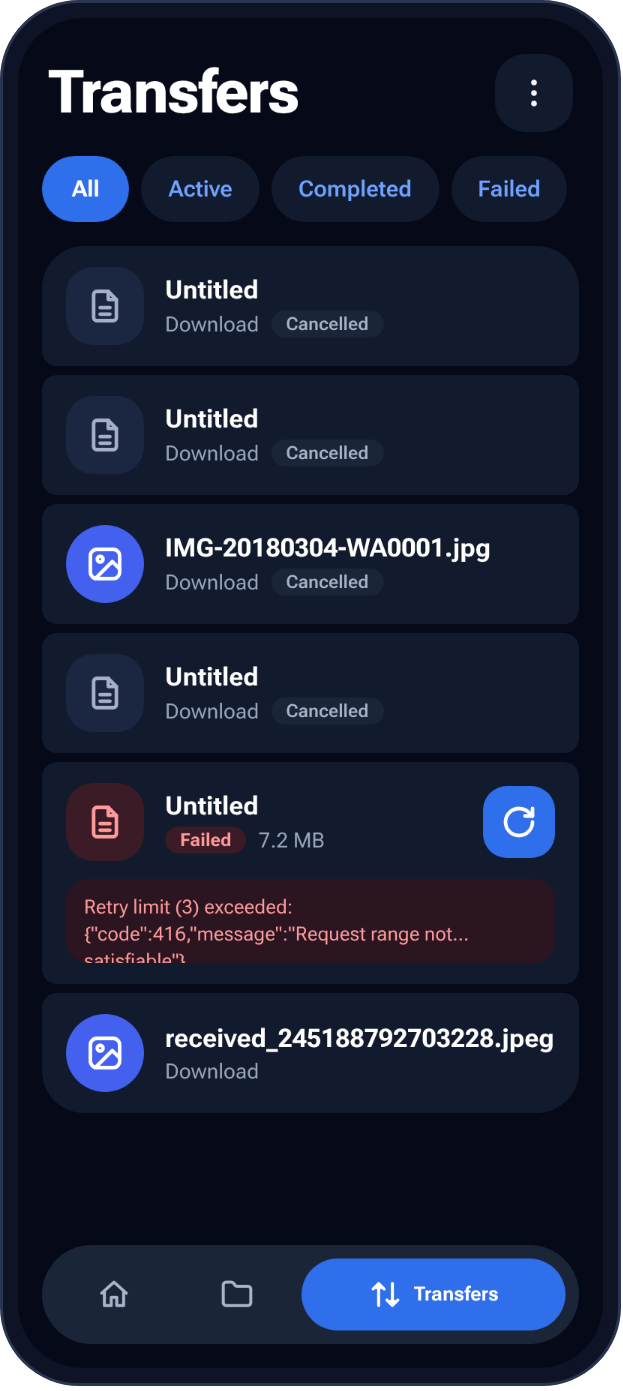 Transfers
All Active Completed Failed
Untitled
Download Cancelled
Untitled
Download Cancelled
IMG-20180304-WA0001.jpg
Download Cancelled
Untitled
Download Cancelled
Untitled
Failed 7.2 MB
Retry limit (3) exceeded:
{"code":416,"message":"Request range not...
satisfiable"}
received_245188792703228.jpeg
Download
Transfers